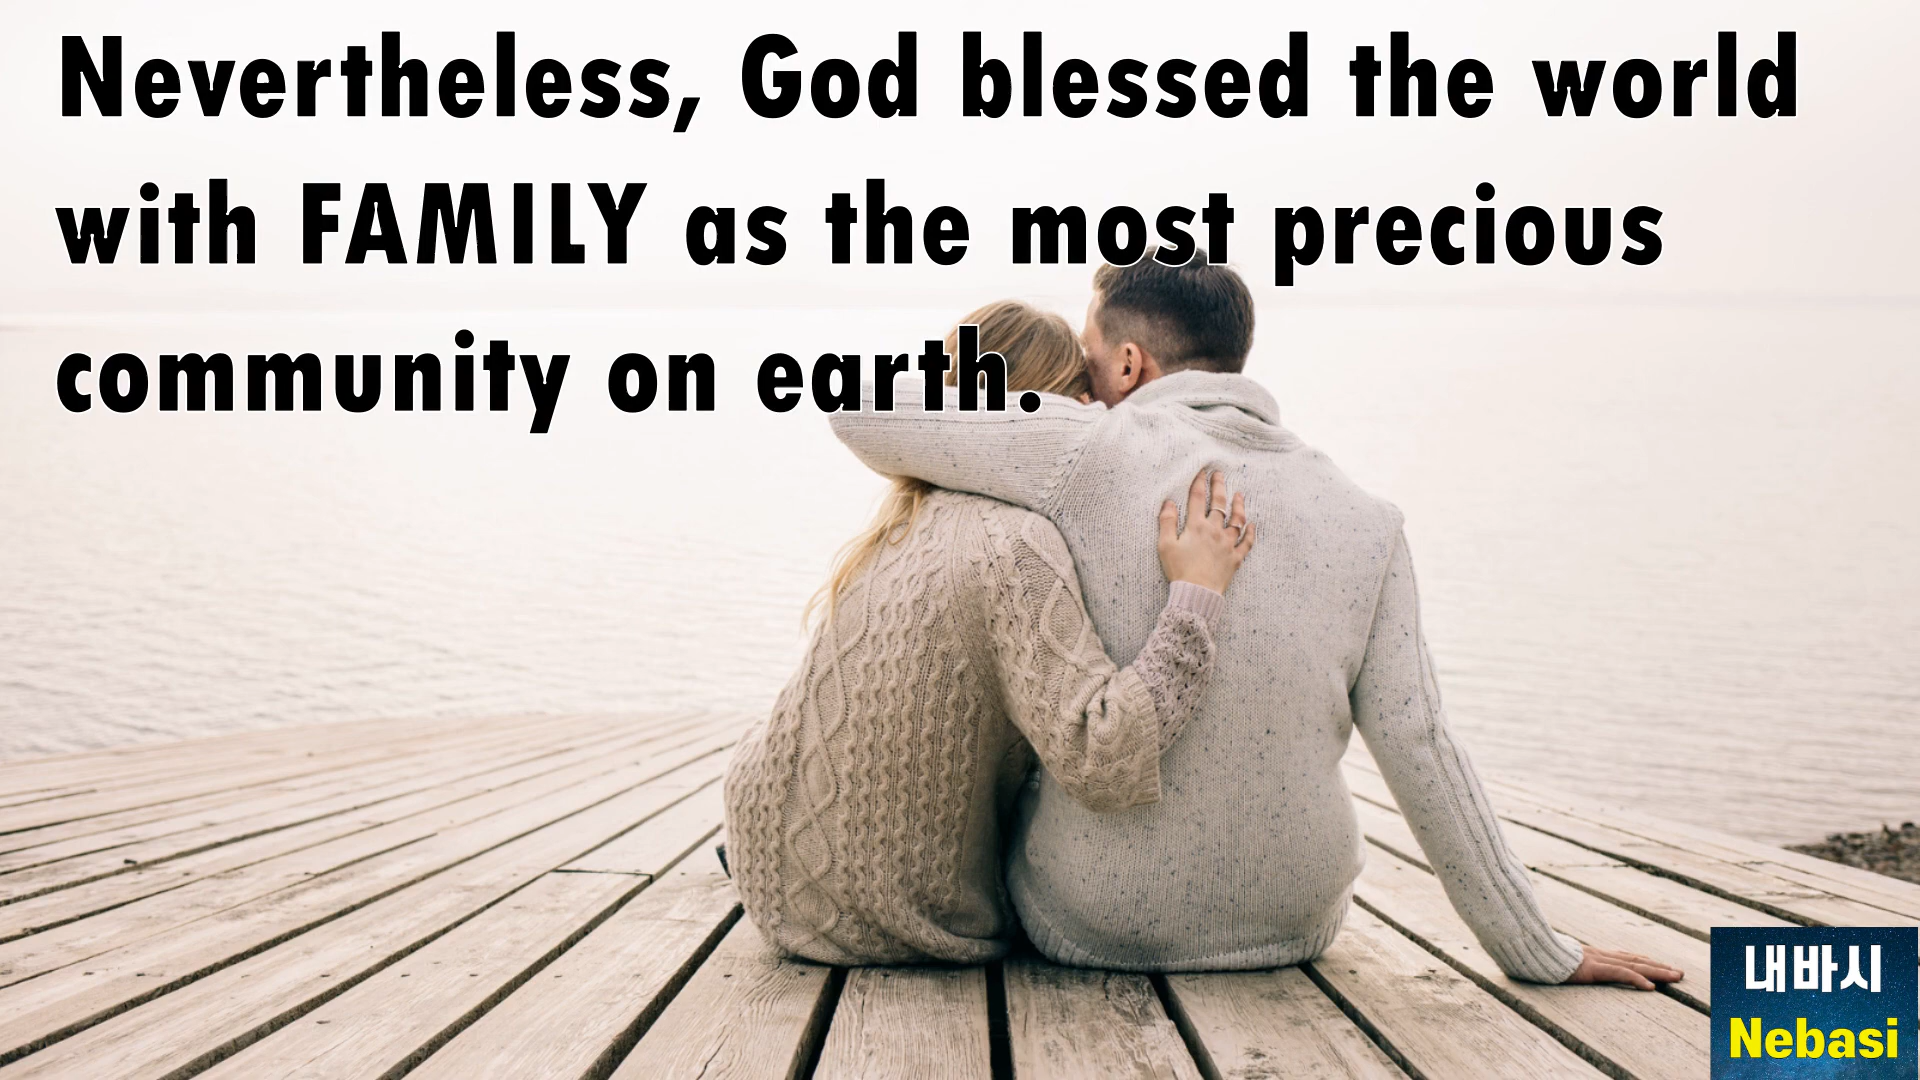 Nevertheless, God blessed the world
with FAMILY as the most precious
community on earth.
내바시
Nebasi